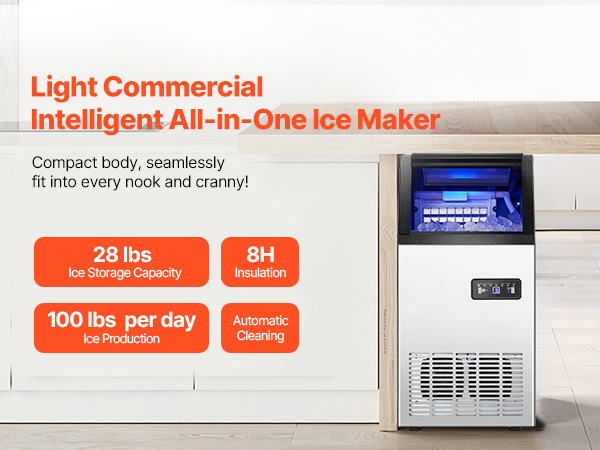 Light Commercial
Intelligent All-in-One Ice Maker
Compact body, seamlessly
fit into every nook and cranny!
28 lbs
Ice Storage Capacity
8H
Insulation
100 lbs per day
Ice Production
Automatic
Cleaning